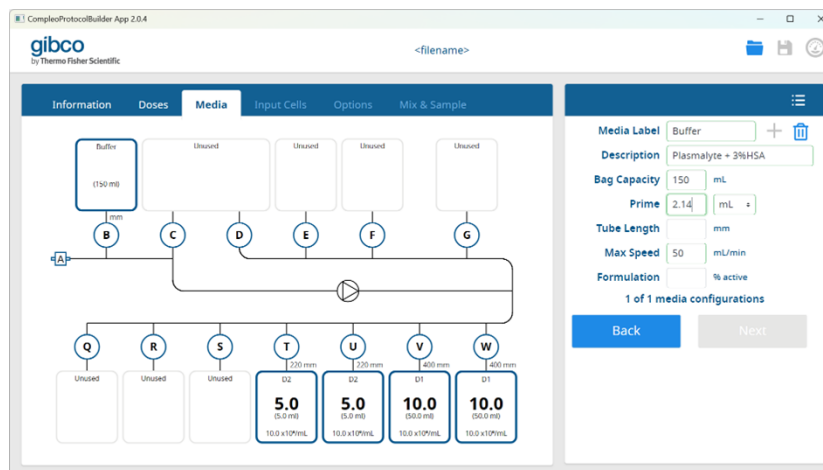 CompleoProtocolBuilder App 2.0.4
gibco
by Thermo Fisher Scientific
<filename>
Information Doses Media Input Cells Options Mix & Sample
Buffer
(150 ml)
mm
Unused
Unused
Unused
Unused
B C D E F G
A
Q R S T U V W
220 mm 220 mm 400 mm 400 mm
Unused
Unused
Unused
D2
5.0
(5.0 ml)
10.0 x10⁶/mL
D2
5.0
(5.0 ml)
10.0 x10⁶/mL
D1
10.0
(50.0 ml)
10.0 x10⁶/mL
D1
10.0
(50.0 ml)
10.0 x10⁶/mL
Media Label Buffer
Description Plasmalyte + 3%HSA
Bag Capacity 150 mL
Prime 2.14 mL
Tube Length mm
Max Speed 50 mL/min
Formulation % active
1 of 1 media configurations
Back Next